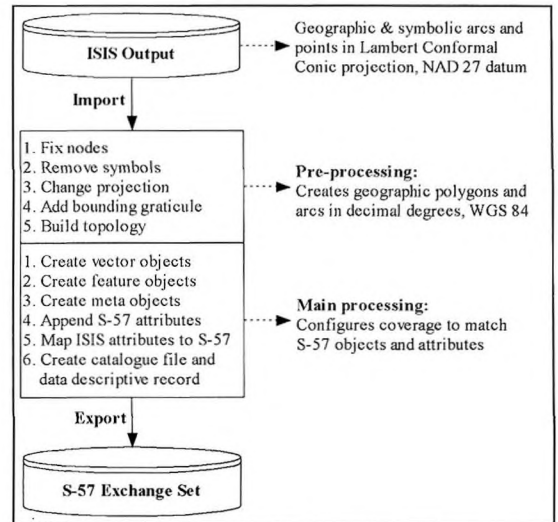 ISIS Output
Geographic & symbolic arcs and
points in Lambert Conformal
Conic projection, NAD 27 datum
Import
1. Fix nodes
2. Remove symbols
3. Change projection
4. Add bounding graticule
5. Build topology
Pre-processing:
Creates geographic polygons and
arcs in decimal degrees, WGS 84
1. Create vector objects
2. Create feature objects
3. Create meta objects
4. Append S-57 attributes
5. Map ISIS attributes to S-57
6. Create catalogue file and
data descriptive record
Main processing:
Configures coverage to match
S-57 objects and attributes
Export
S-57 Exchange Set